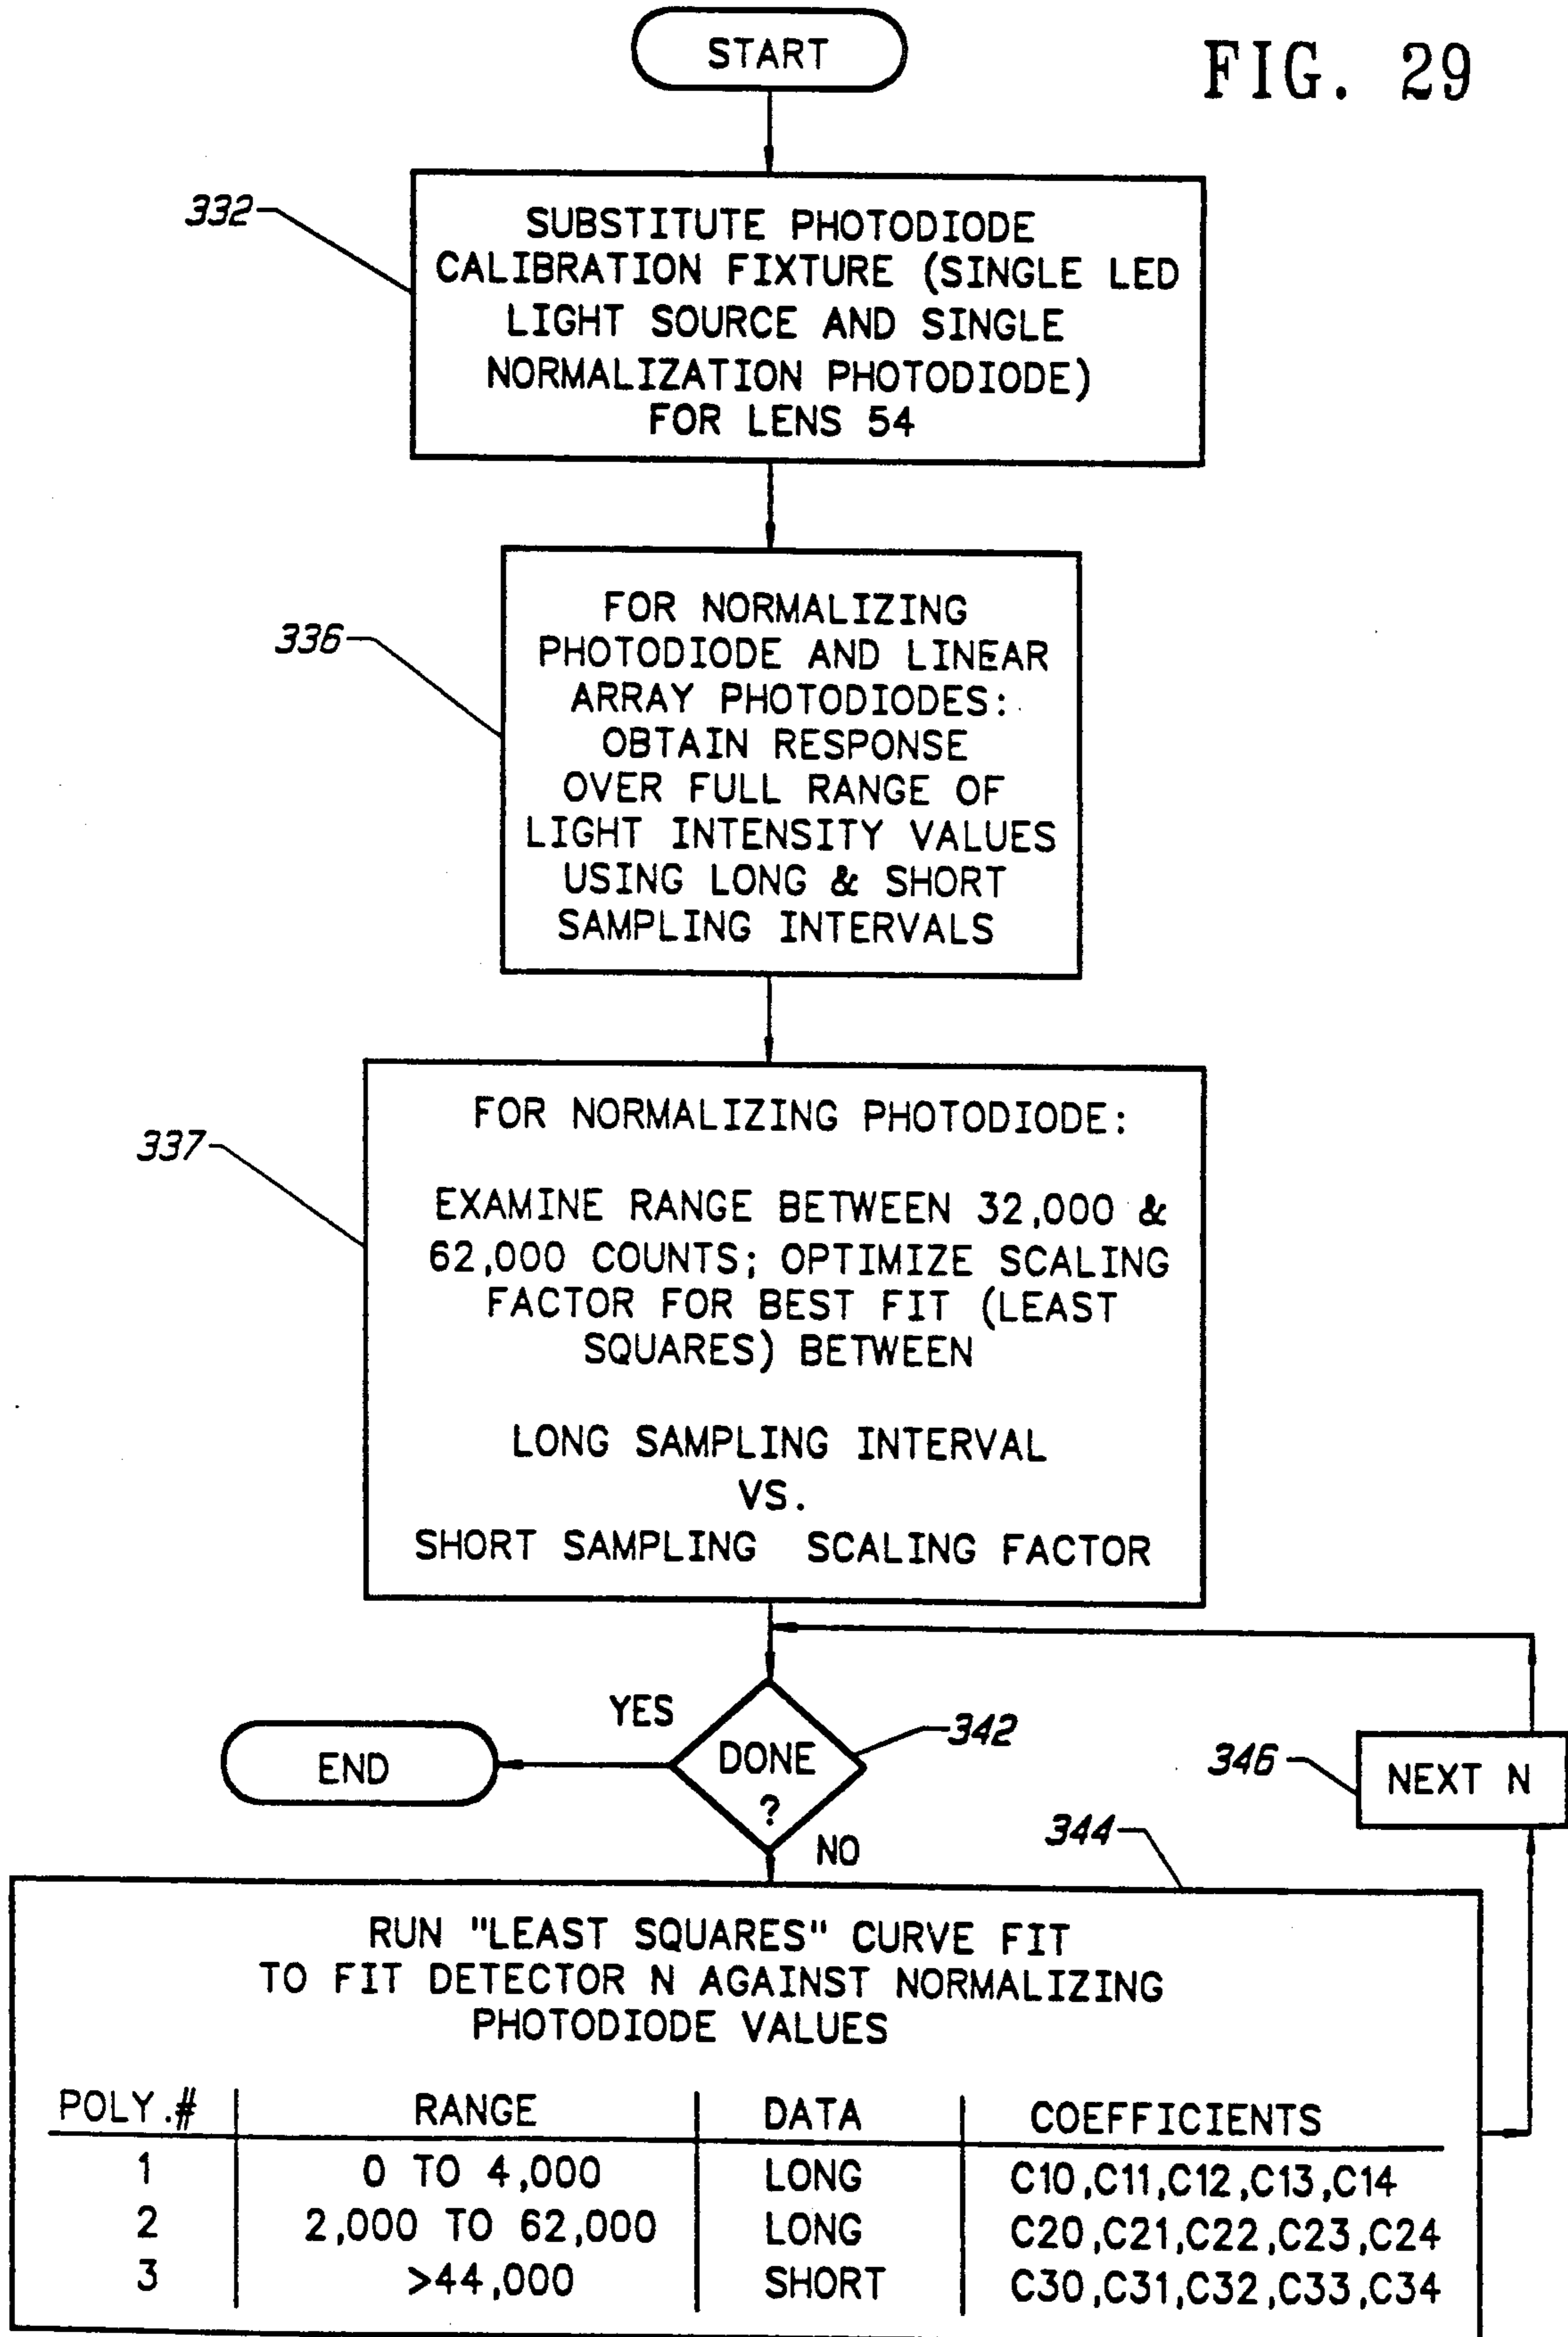 START
FIG. 29
332
SUBSTITUTE PHOTODIODE
CALIBRATION FIXTURE (SINGLE LED
LIGHT SOURCE AND SINGLE
NORMALIZATION PHOTODIODE)
FOR LENS 54
336
FOR NORMALIZING
PHOTODIODE AND LINEAR
ARRAY PHOTODIODES:
OBTAIN RESPONSE
OVER FULL RANGE OF
LIGHT INTENSITY VALUES
USING LONG & SHORT
SAMPLING INTERVALS
337
FOR NORMALIZING PHOTODIODE:
EXAMINE RANGE BETWEEN 32,000 &
62,000 COUNTS; OPTIMIZE SCALING
FACTOR FOR BEST FIT (LEAST
SQUARES) BETWEEN
LONG SAMPLING INTERVAL
VS.
SHORT SAMPLING SCALING FACTOR
YES
END
DONE
?
342
NO
346
NEXT N
344
RUN "LEAST SQUARES" CURVE FIT
TO FIT DETECTOR N AGAINST NORMALIZING
PHOTODIODE VALUES
POLY.# RANGE DATA COEFFICIENTS
1 0 TO 4,000 LONG C10,C11,C12,C13,C14
2 2,000 TO 62,000 LONG C20,C21,C22,C23,C24
3 >44,000 SHORT C30,C31,C32,C33,C34